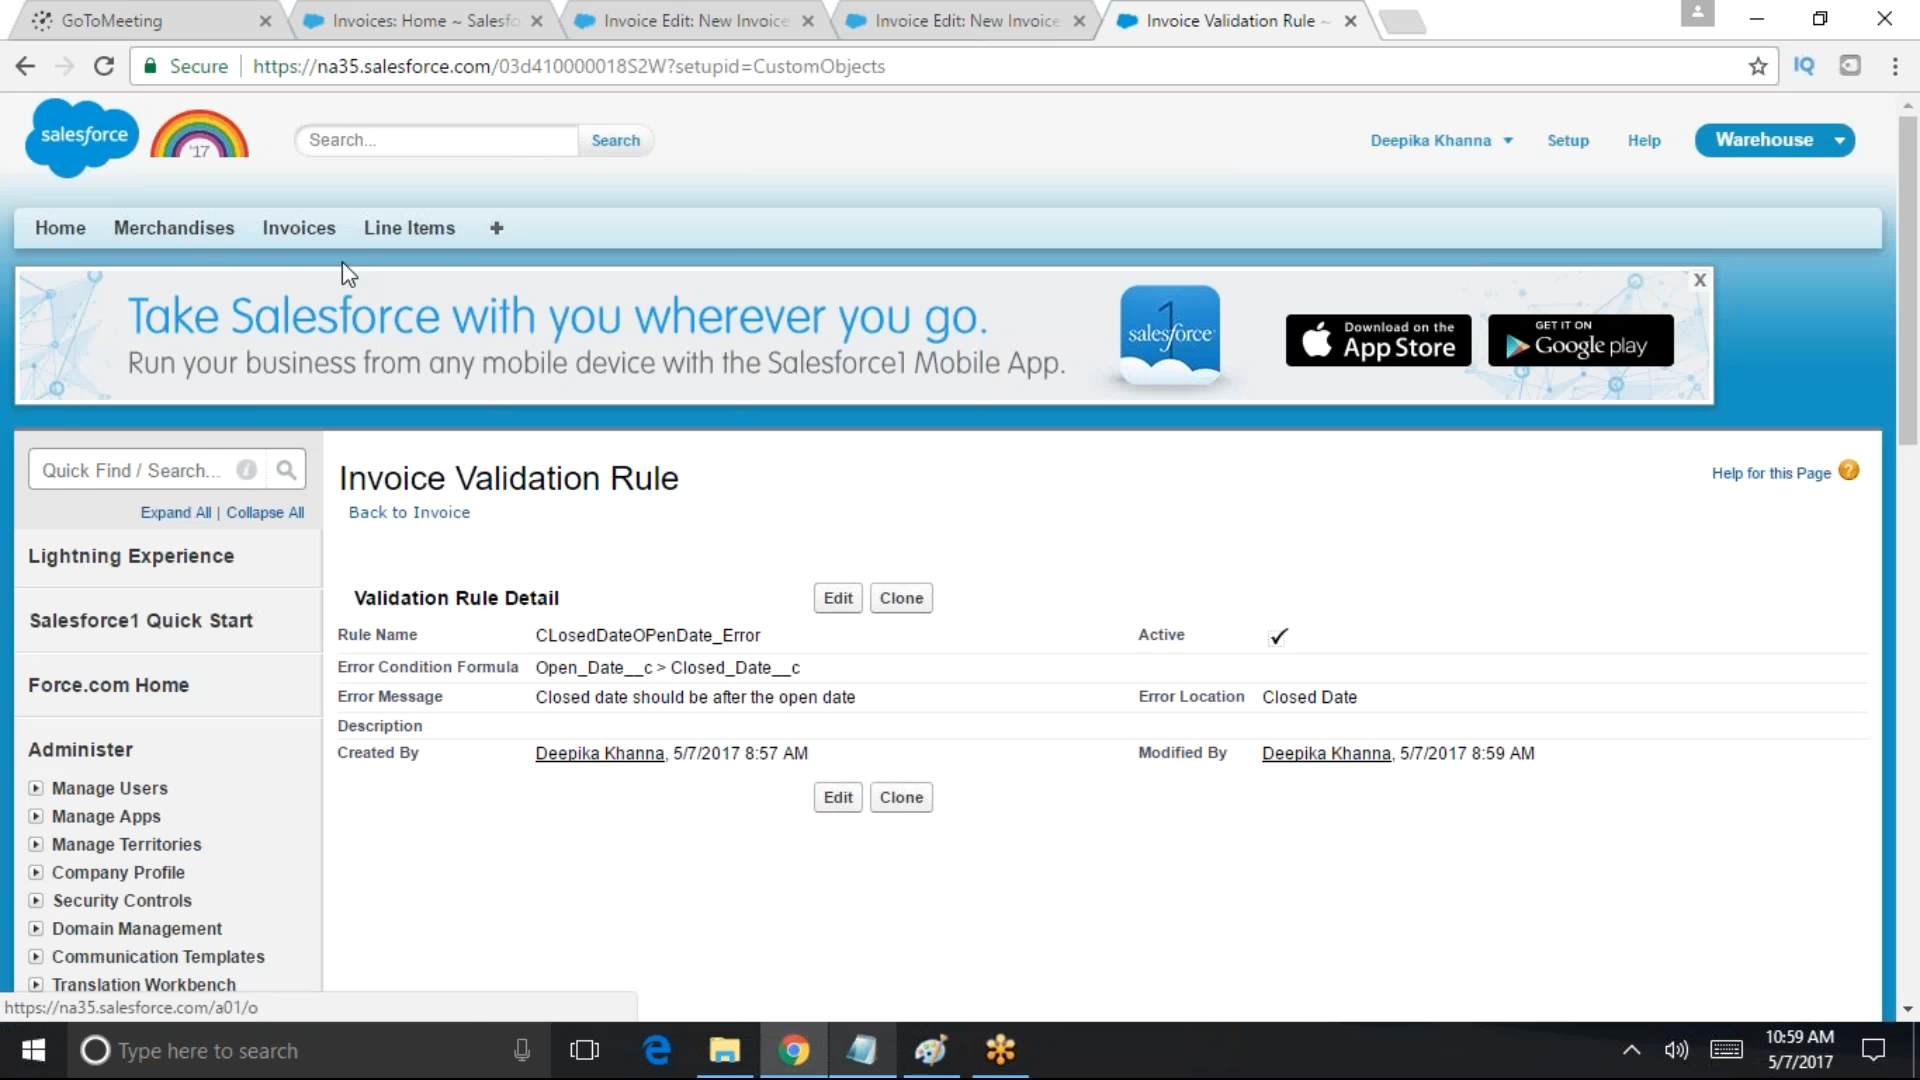 GoToMeeting
Invoices: Home ~ Salesfo
Invoice Edit: New Invoice
Invoice Edit: New Invoice
Invoice Validation Rule ~
Secure
https://na35.salesforce.com/03d410000018S2W?setupid=CustomObjects
IQ
salesforce
'17
Search...
Search
Deepika Khanna
Setup
Help
Warehouse
Home
Merchandises
Invoices
Line Items
+
Take Salesforce with you wherever you go.
Run your business from any mobile device with the Salesforce1 Mobile App.
1
salesforce
Download on the
App Store
GET IT ON
Google play
X
Quick Find / Search...
Expand All | Collapse All
Lightning Experience
Salesforce1 Quick Start
Force.com Home
Administer
Manage Users
Manage Apps
Manage Territories
Company Profile
Security Controls
Domain Management
Communication Templates
Translation Workbench
Invoice Validation Rule
Back to Invoice
Help for this Page
Validation Rule Detail
Edit
Clone
Rule Name CLosedDateOPenDate_Error
Active
Error Condition Formula Open_Date__c > Closed_Date__c
Error Message Closed date should be after the open date
Error Location Closed Date
Description
Created By Deepika Khanna, 5/7/2017 8:57 AM
Modified By Deepika Khanna, 5/7/2017 8:59 AM
Edit
Clone
https://na35.salesforce.com/a01/o
Type here to search
10:59 AM
5/7/2017